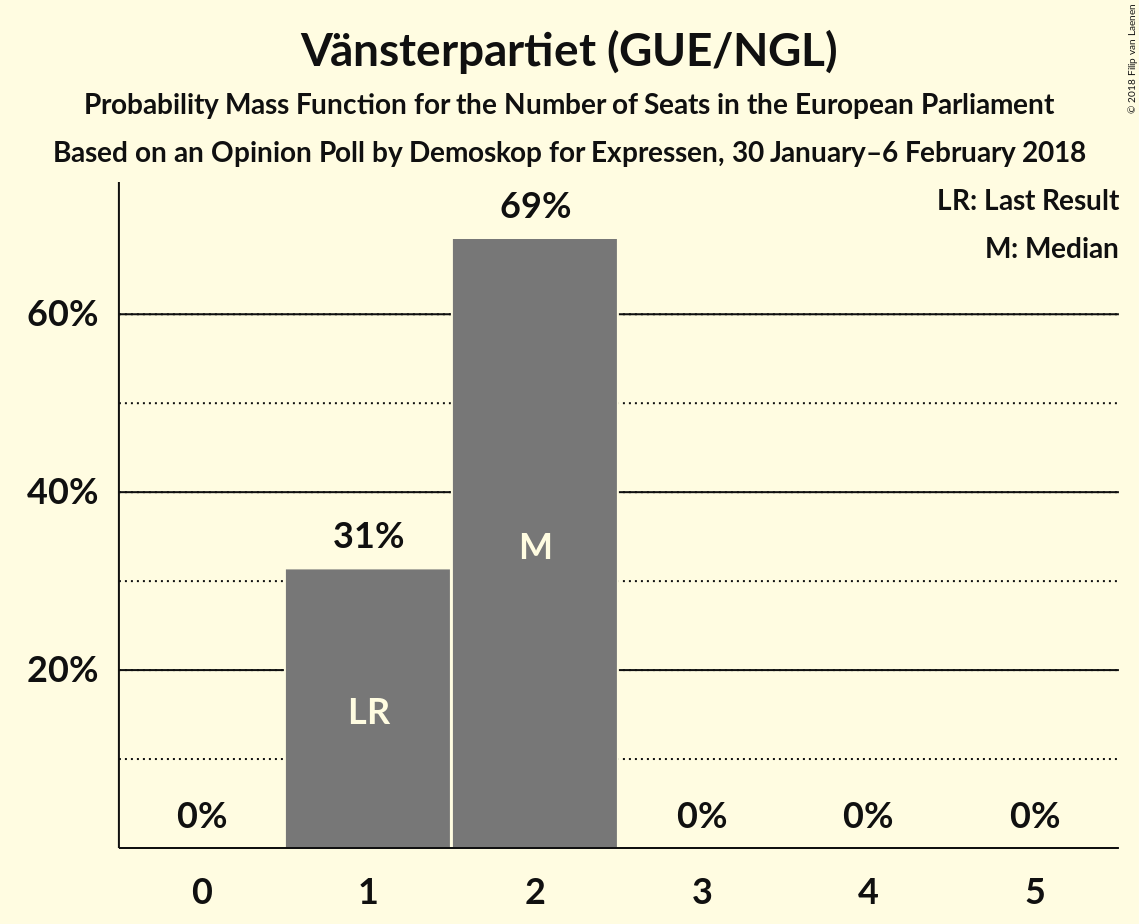 Vänsterpartiet (GUE/NGL)
Probability Mass Function for the Number of Seats in the European Parliament
Based on an Opinion Poll by Demoskop for Expressen, 30 January–6 February 2018
© 2018 Filip van Laenen
LR: Last Result
M: Median
69%
60%
40%
31%
M
20%
LR
0%
0%
0%
0%
0 1 2 3 4 5